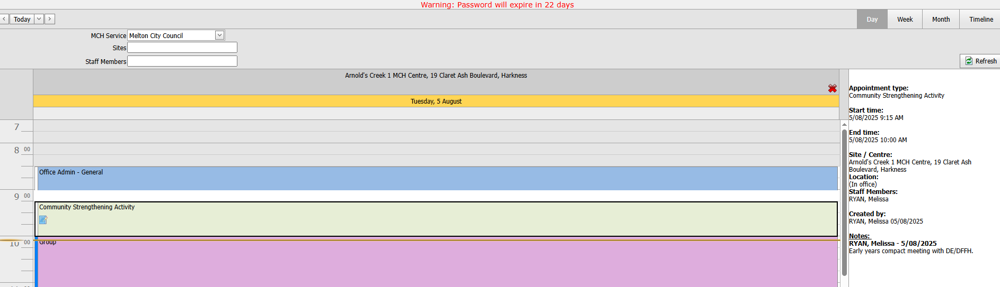 Warning: Password will expire in 22 days
Today
Day Week Month Timeline
MCH Service Melton City Council
Sites
Staff Members
Refresh
Arnold's Creek 1 MCH Centre, 19 Claret Ash Boulevard, Harkness
Tuesday, 5 August
7
8 00
Office Admin - General
9 00
Community Strengthening Activity
10 00
Group
Appointment type:
Community Strengthening Activity
Start time:
5/08/2025 9:15 AM
End time:
5/08/2025 10:00 AM
Site / Centre:
Arnold's Creek 1 MCH Centre, 19 Claret Ash
Boulevard, Harkness
Location:
(In office)
Staff Members:
RYAN, Melissa
Created by:
RYAN, Melissa 05/08/2025
Notes:
RYAN, Melissa - 5/08/2025
Early years compact meeting with DE/DFFH.